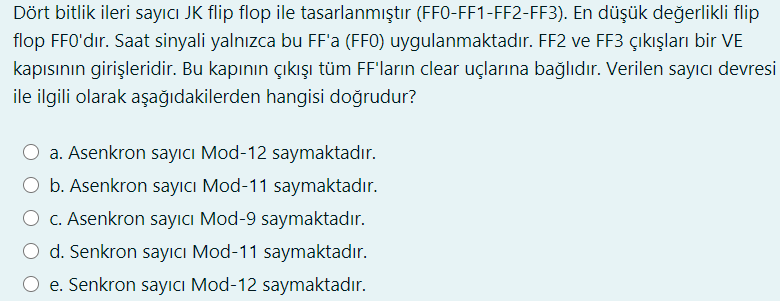 Dört bitlik ileri sayıcı JK flip flop ile tasarlanmıştır (FF0-FF1-FF2-FF3). En düşük değerlikli flip
flop FF0'dır. Saat sinyali yalnızca bu FF'a (FF0) uygulanmaktadır. FF2 ve FF3 çıkışları bir VE
kapısının girişleridir. Bu kapının çıkışı tüm FF'ların clear uçlarına bağlıdır. Verilen sayıcı devresi
ile ilgili olarak aşağıdakilerden hangisi doğrudur?
a. Asenkron sayıcı Mod-12 saymaktadır.
b. Asenkron sayıcı Mod-11 saymaktadır.
c. Asenkron sayıcı Mod-9 saymaktadır.
d. Senkron sayıcı Mod-11 saymaktadır.
e. Senkron sayıcı Mod-12 saymaktadır.